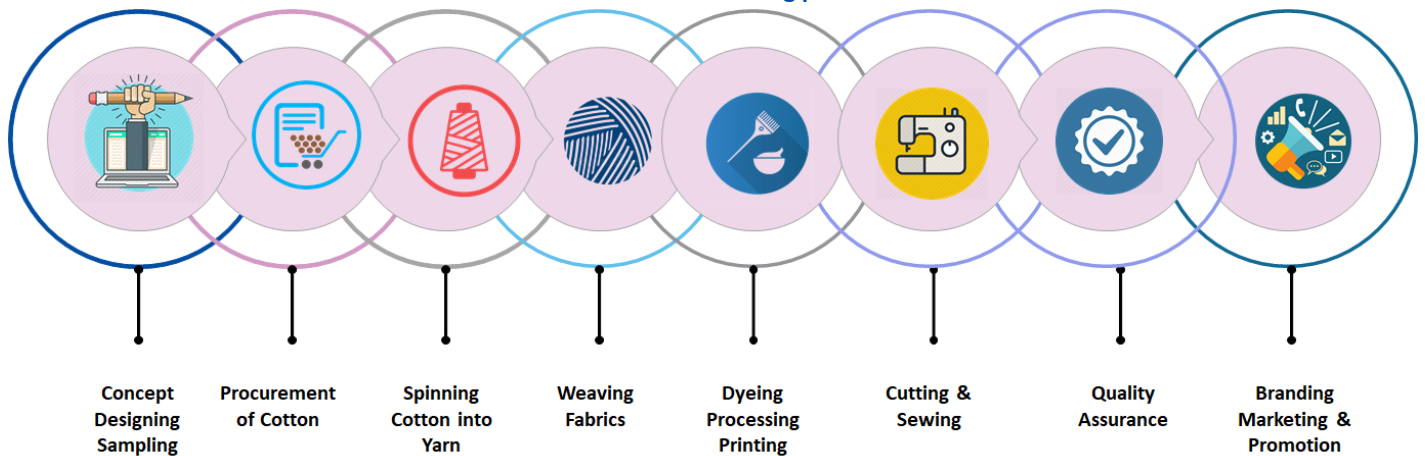 Concept
Designing
Sampling
Procurement
of Cotton
Spinning
Cotton into
Yarn
Weaving
Fabrics
Dyeing
Processing
Printing
Cutting &
Sewing
Quality
Assurance
Branding
Marketing &
Promotion